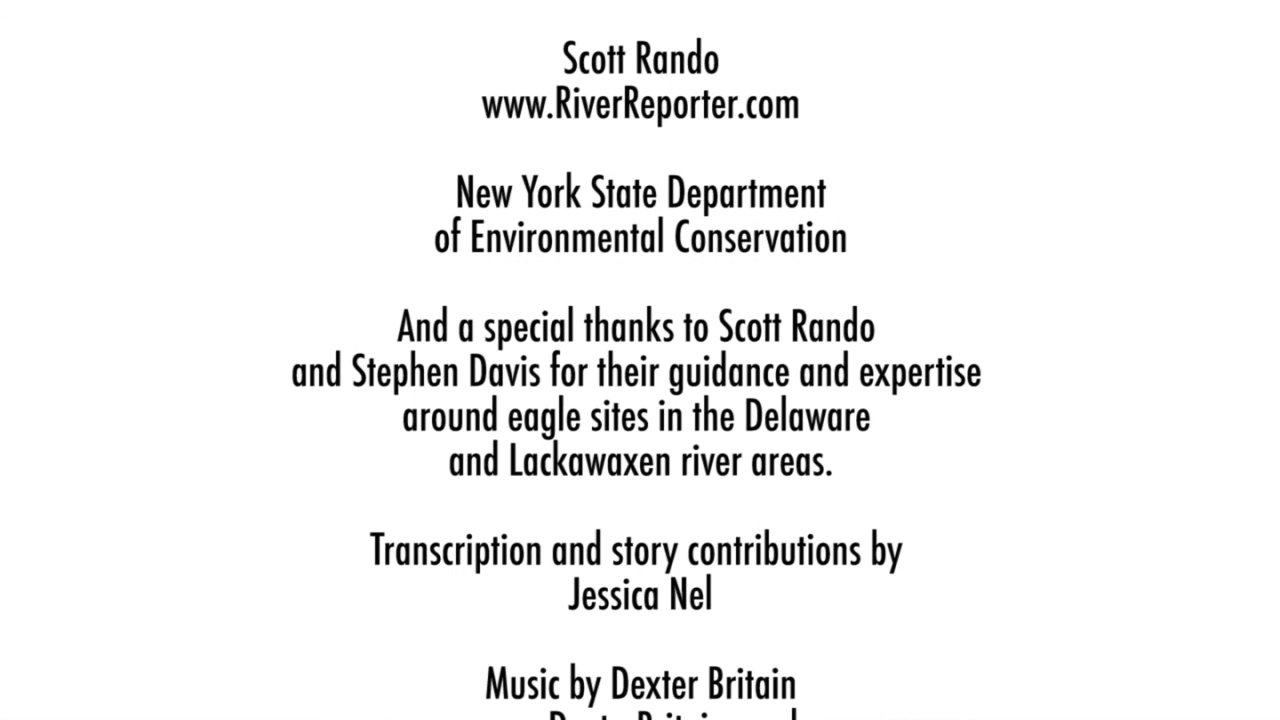 Scott Rando
www.RiverReporter.com
New York State Department
of Environmental Conservation
And a special thanks to Scott Rando
and Stephen Davis for their guidance and expertise
around eagle sites in the Delaware
and Lackawaxen river areas.
Transcription and story contributions by
Jessica Nel
Music by Dexter Britain